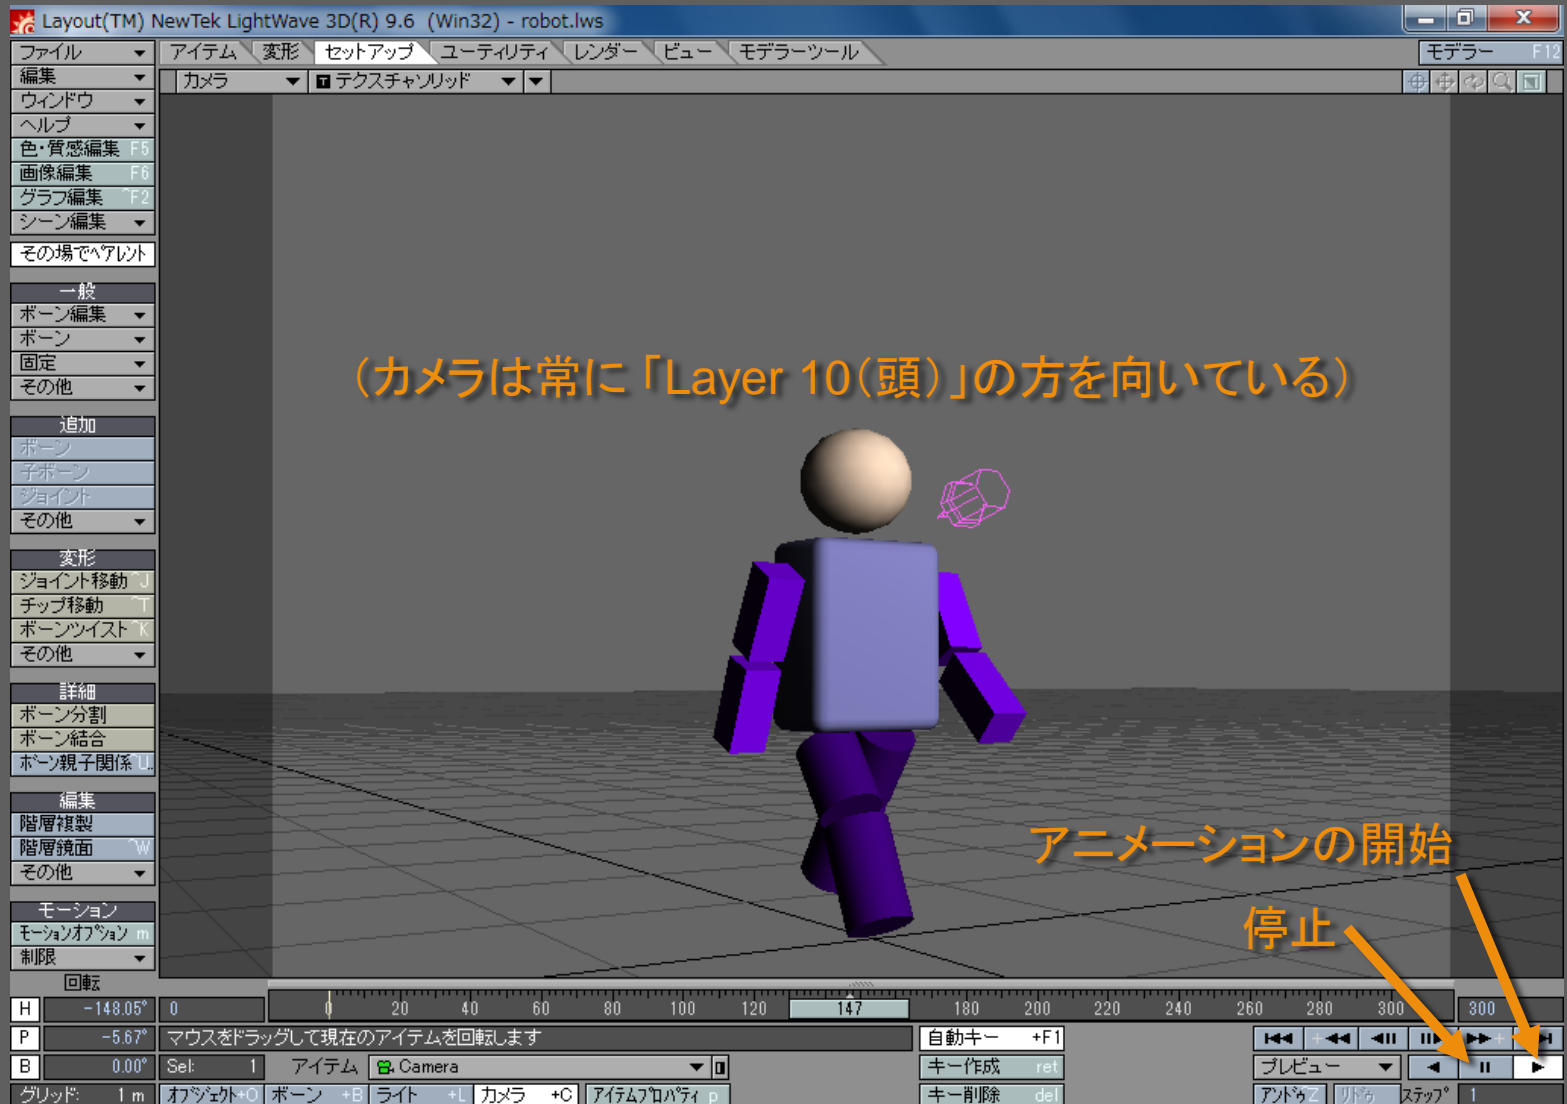 Layout(TM) NewTek LightWave 3D(R) 9.6 (Win32) - robot.lws
ファイル
アイテム 変形 セットアップ ユーティリティ レンダー ビュー モデラーツール
モデラー F12
編集
カメラ テクスチャソリッド
ウィンドウ
ヘルプ
色・質感編集 F5
画像編集 F6
グラフ編集 ^F2
シーン編集
その場でペアレント
一般
ボーン編集
ボーン
固定
その他
(カメラは常に「Layer 10(頭)」の方を向いている)
追加
ボーン
子ボーン
ジョイント
その他
変形
ジョイント移動 ^J
チップ移動 ^T
ボーンツイスト ^K
その他
詳細
ボーン分割
ボーン結合
ボーン親子関係 ^U..
編集
階層複製
階層鏡面 ^W
その他
アニメーションの開始
停止
モーション
モーションオプション m
制限
回転
H -148.05° 0
0 20 40 60 80 100 120 147 180 200 220 240 260 280 300
300
P -5.67° マウスをドラッグして現在のアイテムを回転します
自動キー +F1
B 0.00° Sel: 1 アイテム Camera
キー作成 ret
プレビュー
グリッド: 1 m オブジェクト+O ボーン +B ライト +L カメラ +C アイテムプロパティ p
キー削除 del
アンドゥZ リドゥ ステップ 1